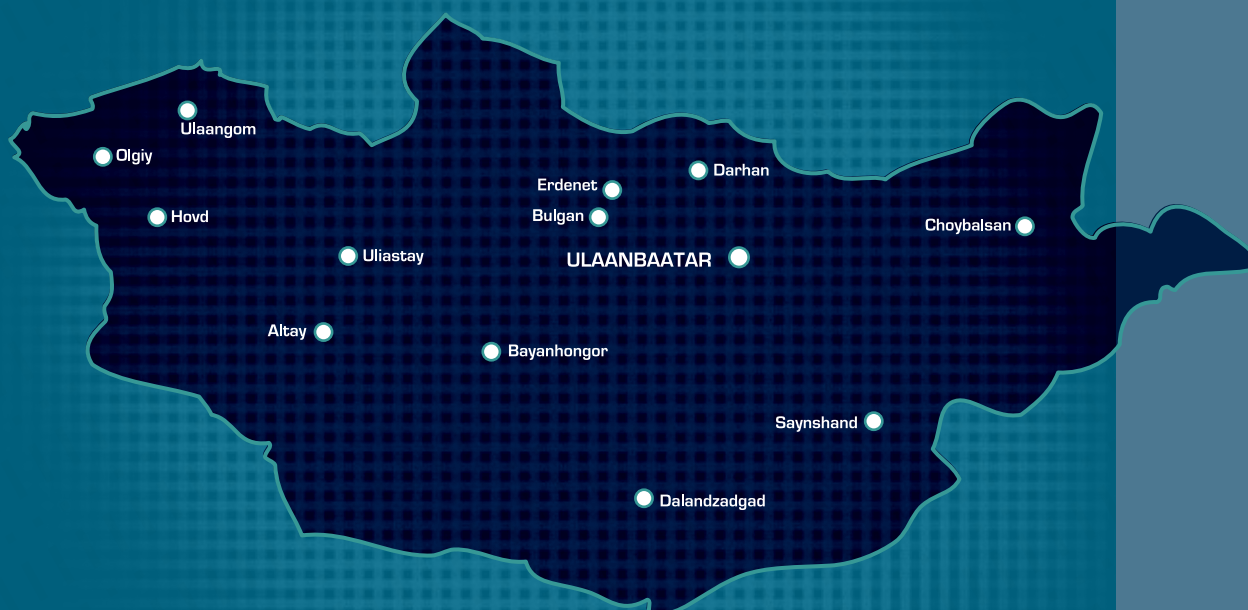 Ulaangom
Olgiy
Darhan
Erdenet
Bulgan
Hovd
Choybalsan
Uliastay
ULAANBAATAR
Altay
Bayanhongor
Saynshand
Dalandzadgad